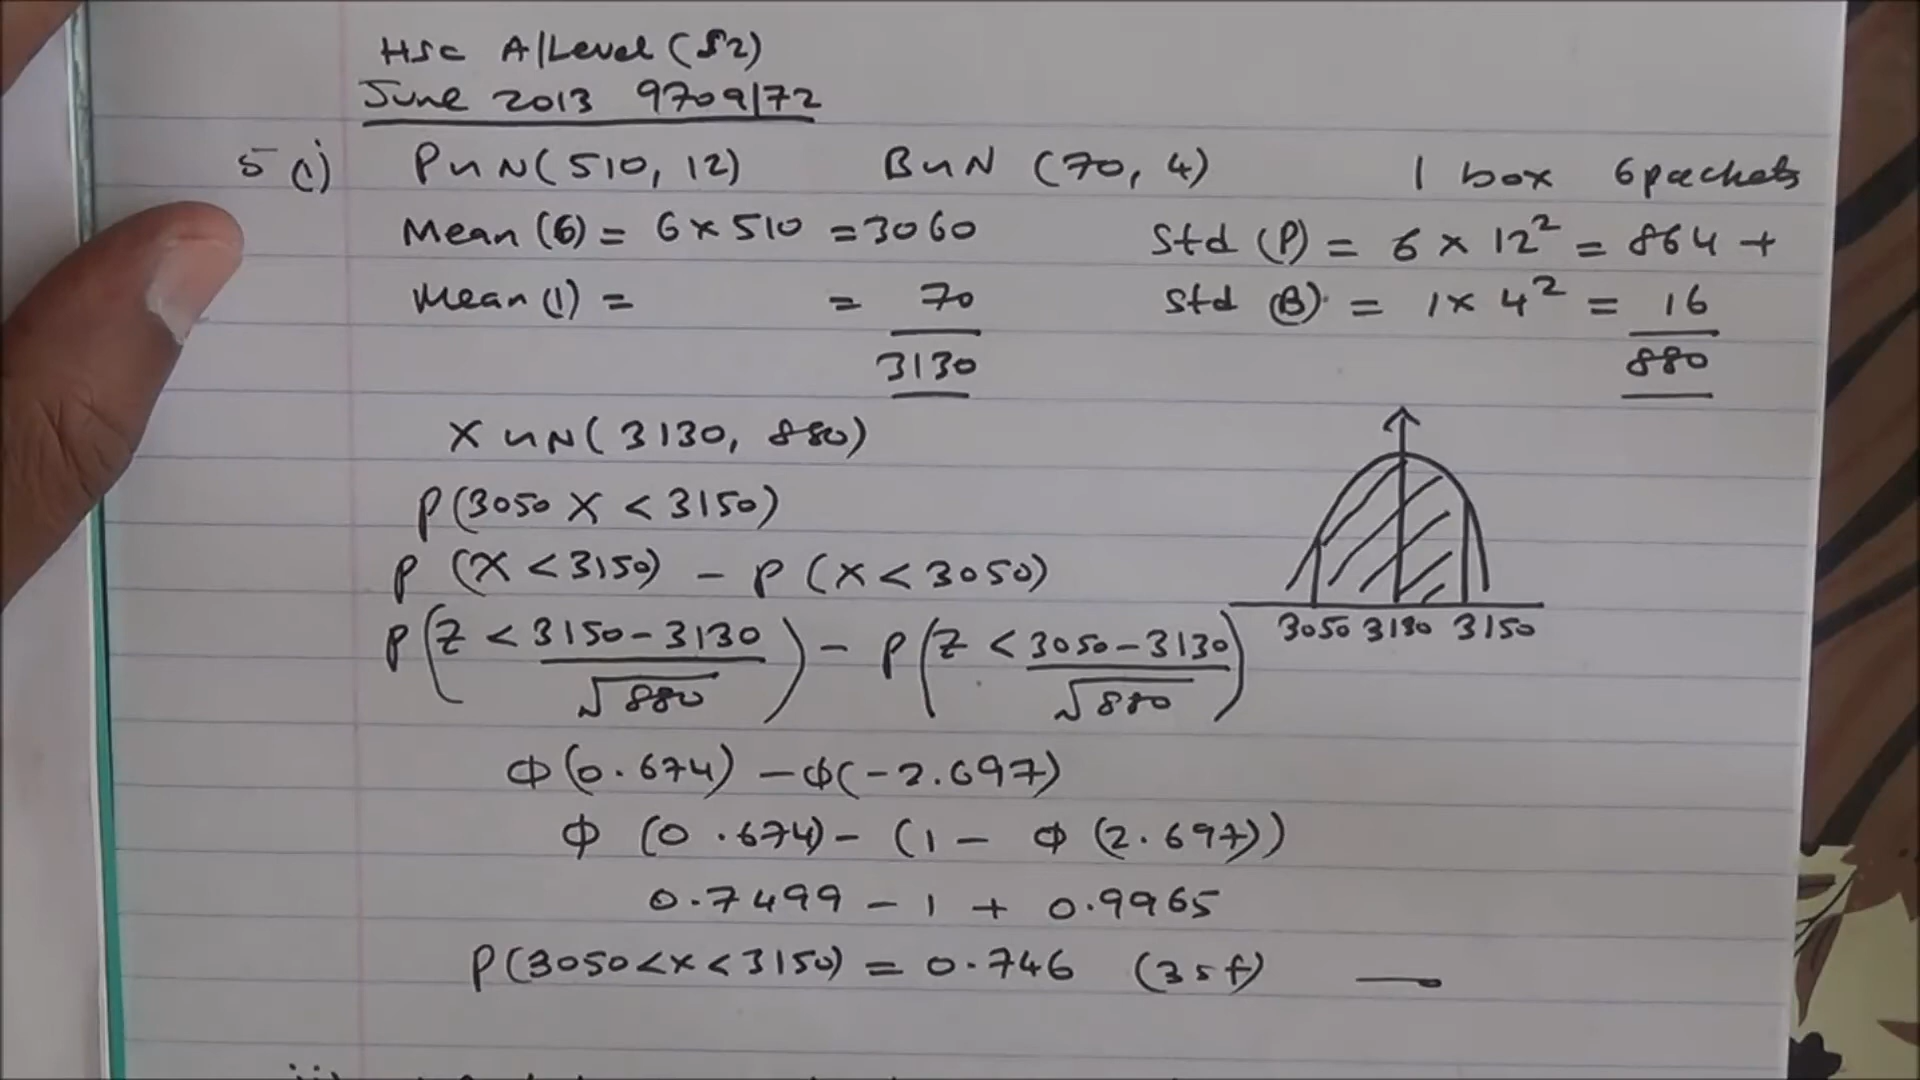 HSC A/Level (S2)
June 2013 9709/72
5 (i) P ~ N(510, 12) B ~ N (70, 4) 1 box 6 packets
Mean (6) = 6 x 510 = 3060 Std (P) = 6 x 12² = 864 +
Mean (1) = = 70 Std (B) = 1 x 4² = 16
3130 880
X ~ N( 3130, 880)
P(3050 X < 3150)
P (X < 3150) - P (X < 3050)
P(Z < (3150-3130)/√880) - P(Z < (3050-3130)/√880)
3050 3130 3150
Φ(0.674) - Φ(-2.697)
Φ (0.674) - (1 - Φ (2.697))
0.7499 - 1 + 0.9965
P(3050<X<3150) = 0.746 (3sf)